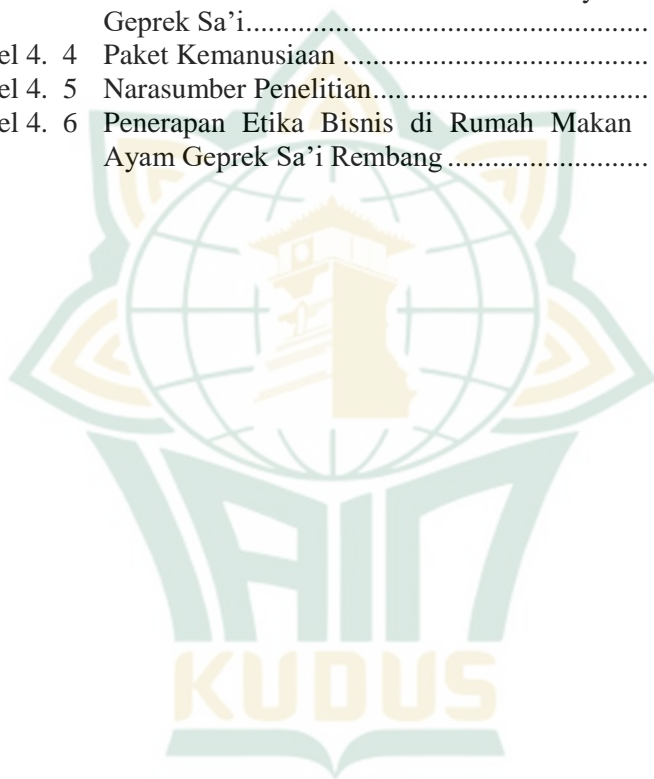 Geprek Sa’i......................................................
el 4. 4 Paket Kemanusiaan .........................................
el 4. 5 Narasumber Penelitian.....................................
el 4. 6 Penerapan Etika Bisnis di Rumah Makan
Ayam Geprek Sa’i Rembang ...........................
IAIN
KUDUS